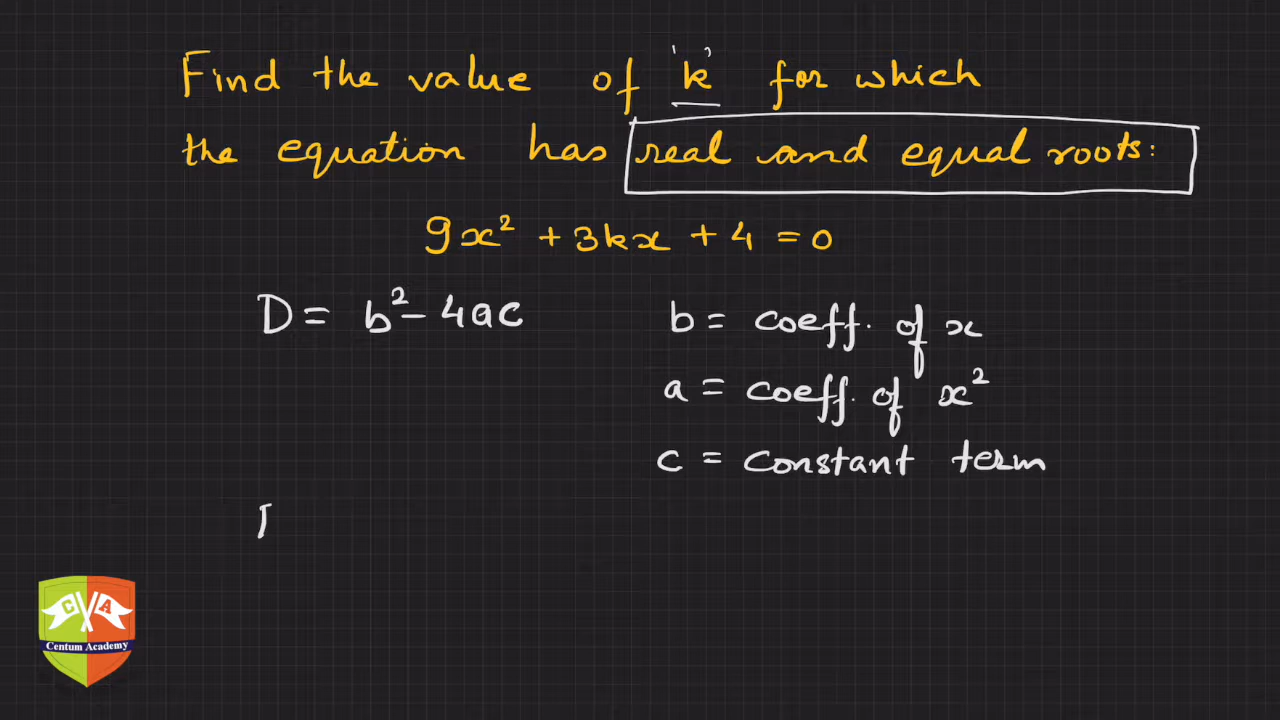 Find the value of 'k' for which
the equation has real and equal roots:
9x² + 3kx + 4 = 0
D = b² - 4ac
b = coeff. of x
a = coeff. of x²
c = constant term
C A
Centum Academy